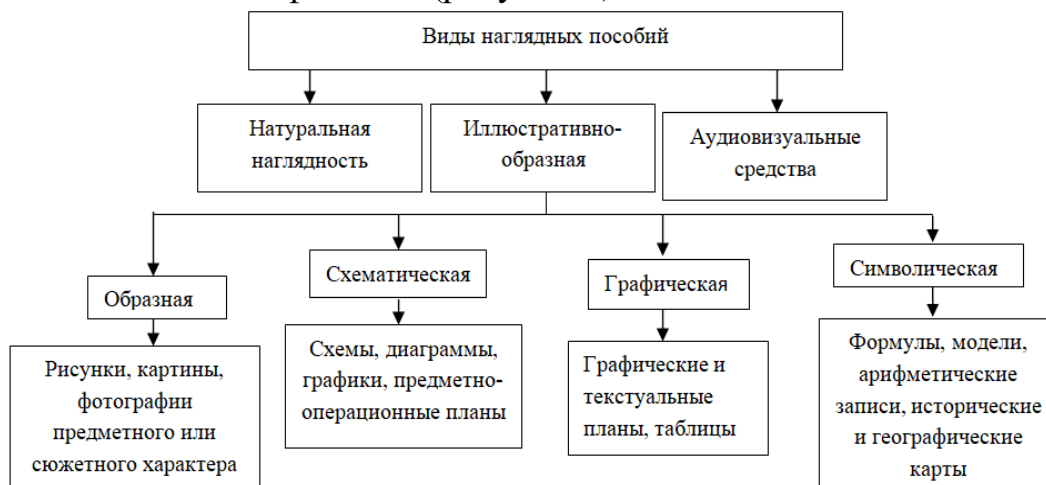 Виды наглядных пособий
Натуральная
наглядность
Иллюстративно-
образная
Аудиовизуальные
средства
Образная
Схематическая
Графическая
Символическая
Рисунки, картины,
фотографии
предметного или
сюжетного характера
Схемы, диаграммы,
графики, предметно-
операционные планы
Графические и
текстуальные
планы, таблицы
Формулы, модели,
арифметические
записи, исторические
и географические
карты